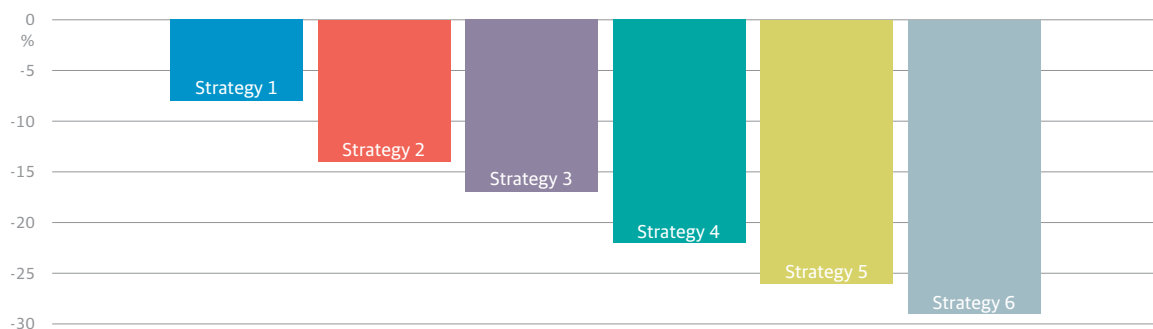 0
%
-5
Strategy 1
-10
Strategy 2
-15
Strategy 3
-20
Strategy 4
-25
Strategy 5
Strategy 6
-30